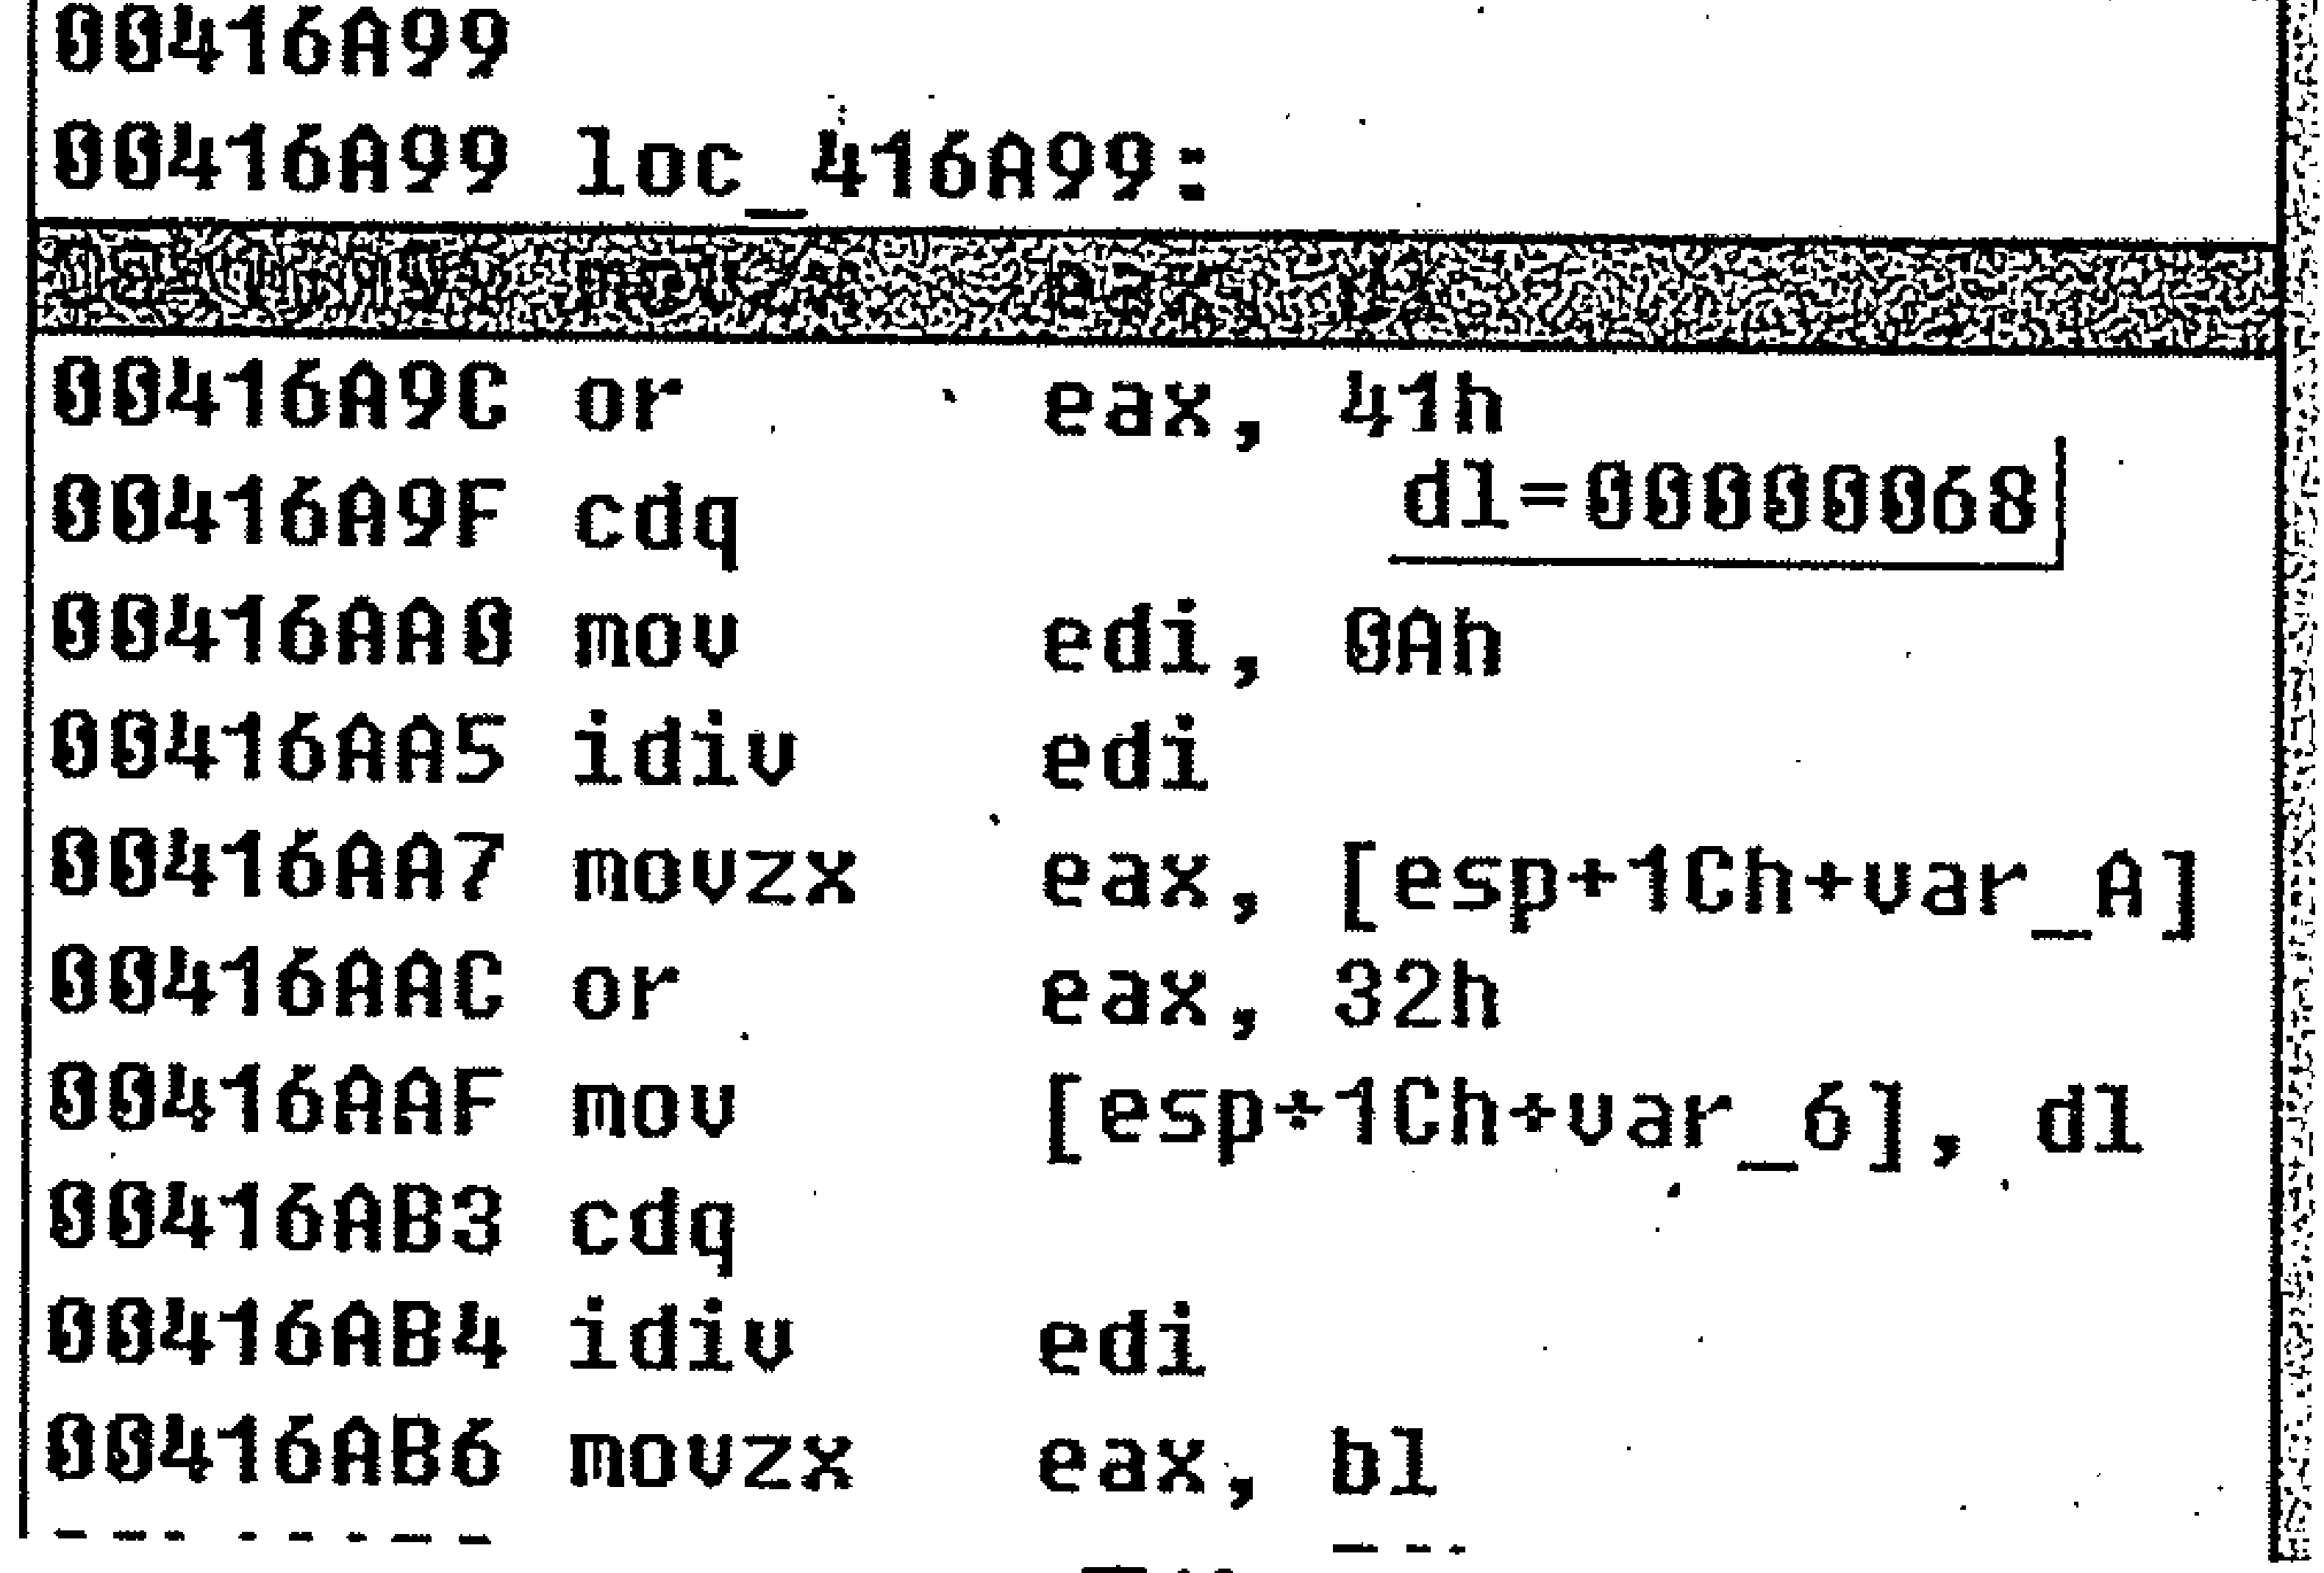 00416A99
00416A99 loc_416A99:
eax,
00416A9C or eax, 41h
dl=00000068
00416A9F cdq
00416AA0 mov edi, 0Ah
00416AA5 idiv edi
00416AA7 movzx eax, [esp+1Ch+var_A]
00416AAC or eax, 32h
00416AAF mov [esp+1Ch+var_6], dl
00416AB3 cdq
00416AB4 idiv edi
00416AB6 movzx eax, bl